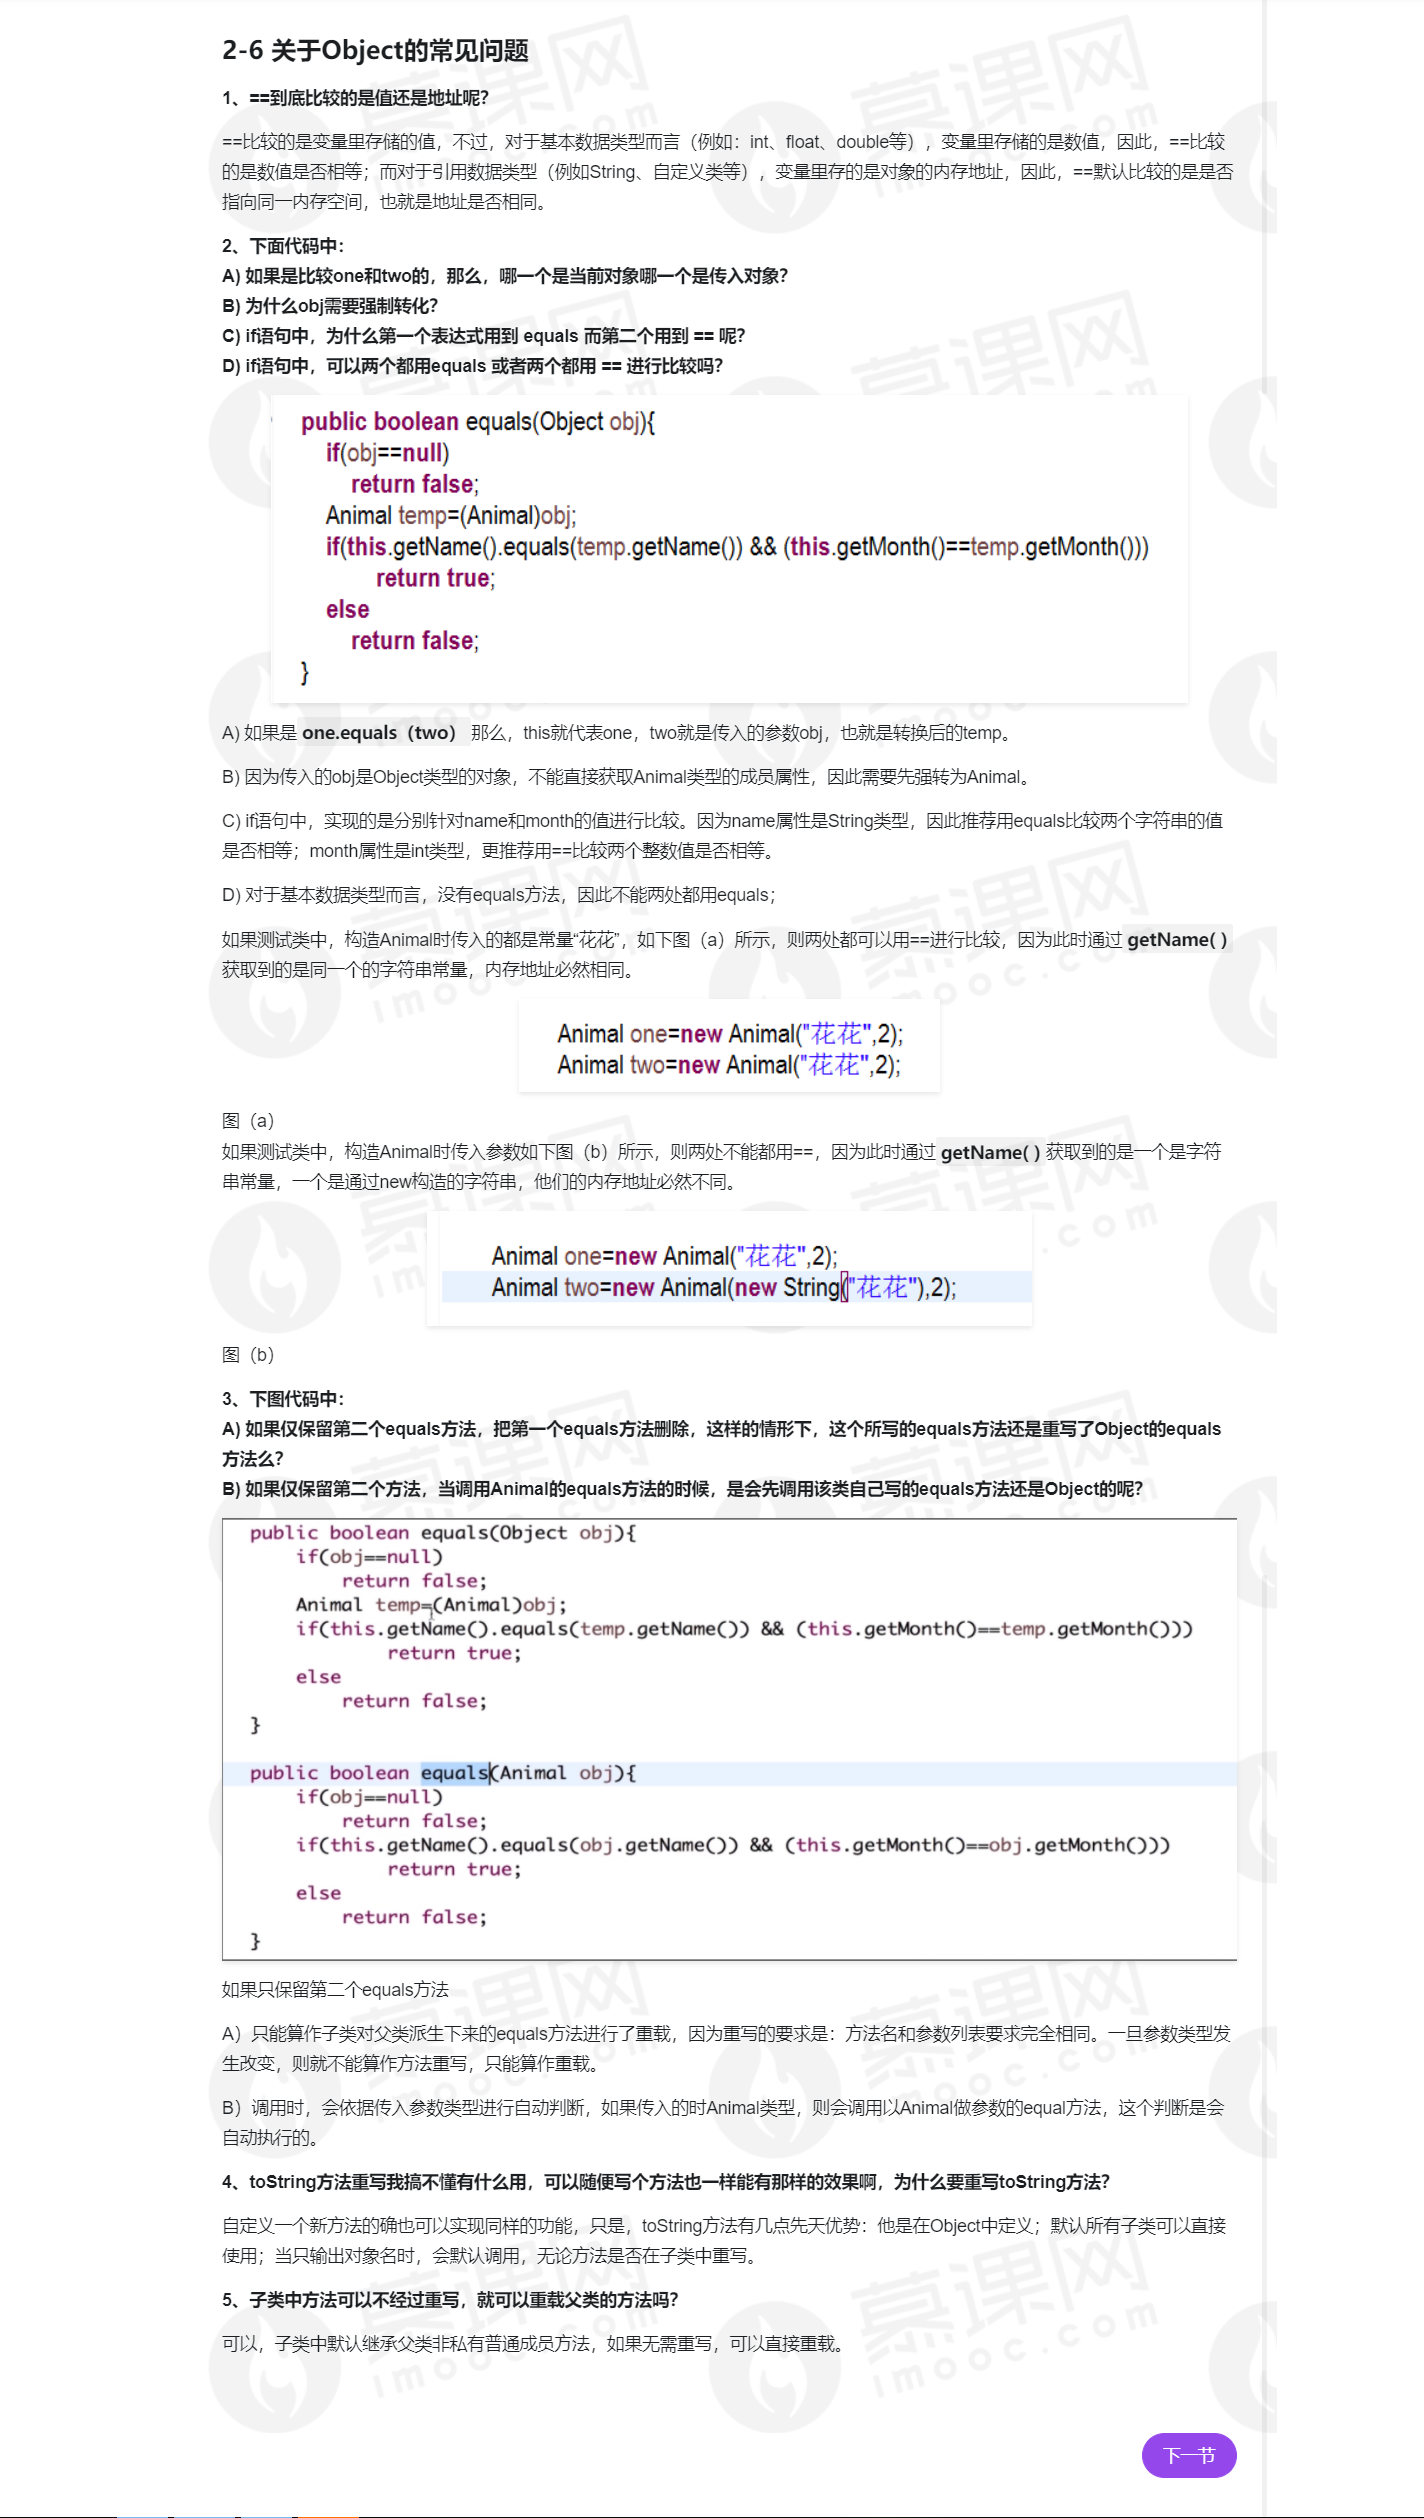 2-6 关于Object的常见问题
1、==到底比较的是值还是地址呢？
==比较的是变量里存储的值，不过，对于基本数据类型而言（例如：int、float、double等），变量里存储的是数值，因此，==比较
的是数值是否相等；而对于引用数据类型（例如String、自定义类等），变量里存的是对象的内存地址，因此，==默认比较的是是否
指向同一内存空间，也就是地址是否相同。
2、下面代码中：
A) 如果是比较one和two的，那么，哪一个是当前对象哪一个是传入对象？
B) 为什么obj需要强制转化？
C) if语句中，为什么第一个表达式用到 equals 而第二个用到 == 呢？
D) if语句中，可以两个都用equals 或者两个都用 == 进行比较吗？
public boolean equals(Object obj){
if(obj==null)
return false;
Animal temp=(Animal)obj;
if(this.getName().equals(temp.getName()) && (this.getMonth()==temp.getMonth()))
return true;
else
return false;
}
A) 如果是 one.equals（two） 那么，this就代表one，two就是传入的参数obj，也就是转换后的temp。
B) 因为传入的obj是Object类型的对象，不能直接获取Animal类型的成员属性，因此需要先强转为Animal。
C) if语句中，实现的是分别针对name和month的值进行比较。因为name属性是String类型，因此推荐用equals比较两个字符串的值
是否相等；month属性是int类型，更推荐用==比较两个整数值是否相等。
D) 对于基本数据类型而言，没有equals方法，因此不能两处都用equals；
如果测试类中，构造Animal时传入的都是常量“花花”，如下图（a）所示，则两处都可以用==进行比较，因为此时通过 getName( )
获取到的是同一个的字符串常量，内存地址必然相同。
Animal one=new Animal("花花",2);
Animal two=new Animal("花花",2);
图（a）
如果测试类中，构造Animal时传入参数如下图（b）所示，则两处不能都用==，因为此时通过 getName( ) 获取到的是一个是字符
串常量，一个是通过new构造的字符串，他们的内存地址必然不同。
Animal one=new Animal("花花",2);
Animal two=new Animal(new String("花花"),2);
图（b）
3、下图代码中：
A) 如果仅保留第二个equals方法，把第一个equals方法删除，这样的情形下，这个所写的equals方法还是重写了Object的equals
方法么？
B) 如果仅保留第二个方法，当调用Animal的equals方法的时候，是会先调用该类自己写的equals方法还是Object的呢？
public boolean equals(Object obj){
if(obj==null)
return false;
Animal temp=(Animal)obj;
if(this.getName().equals(temp.getName()) && (this.getMonth()==temp.getMonth()))
return true;
else
return false;
}
public boolean equals(Animal obj){
if(obj==null)
return false;
if(this.getName().equals(obj.getName()) && (this.getMonth()==obj.getMonth()))
return true;
else
return false;
}
如果只保留第二个equals方法
A）只能算作子类对父类派生下来的equals方法进行了重载，因为重写的要求是：方法名和参数列表要求完全相同。一旦参数类型发
生改变，则就不能算作方法重写，只能算作重载。
B）调用时，会依据传入参数类型进行自动判断，如果传入的时Animal类型，则会调用以Animal做参数的equal方法，这个判断是会
自动执行的。
4、toString方法重写我搞不懂有什么用，可以随便写个方法也一样能有那样的效果啊，为什么要重写toString方法？
自定义一个新方法的确也可以实现同样的功能，只是，toString方法有几点先天优势：他是在Object中定义；默认所有子类可以直接
使用；当只输出对象名时，会默认调用，无论方法是否在子类中重写。
5、子类中方法可以不经过重写，就可以重载父类的方法吗？
可以，子类中默认继承父类非私有普通成员方法，如果无需重写，可以直接重载。
下一节